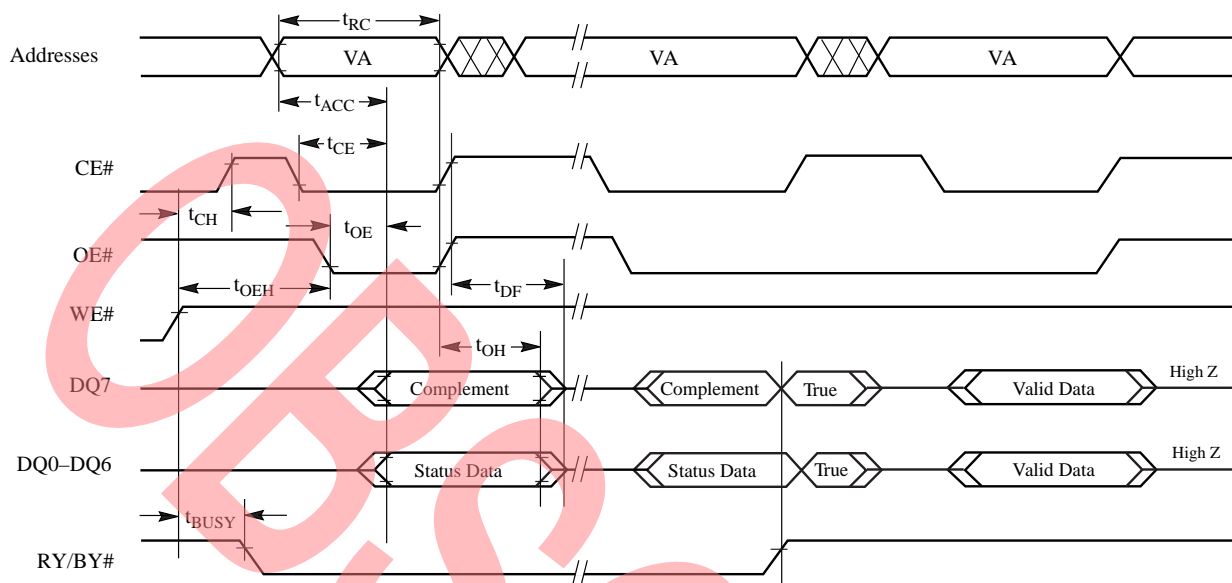 tRC
Addresses VA VA VA
tACC
CE# tCE
tCH tOE
OE#
tOEH tDF
WE#
tOH
DQ7 Complement Complement True Valid Data High Z
DQ0–DQ6 Status Data Status Data True Valid Data High Z
tBUSY
RY/BY#